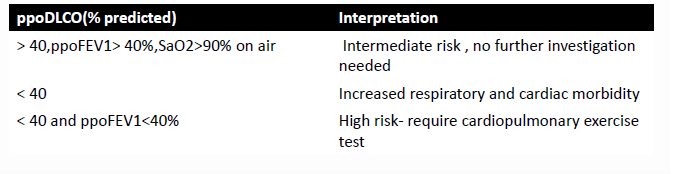 ppoDLCO(% predicted) Interpretation
> 40,ppoFEV1> 40%,SaO2>90% on air Intermediate risk , no further investigation
needed
< 40 Increased respiratory and cardiac morbidity
< 40 and ppoFEV1<40% High risk- require cardiopulmonary exercise
test